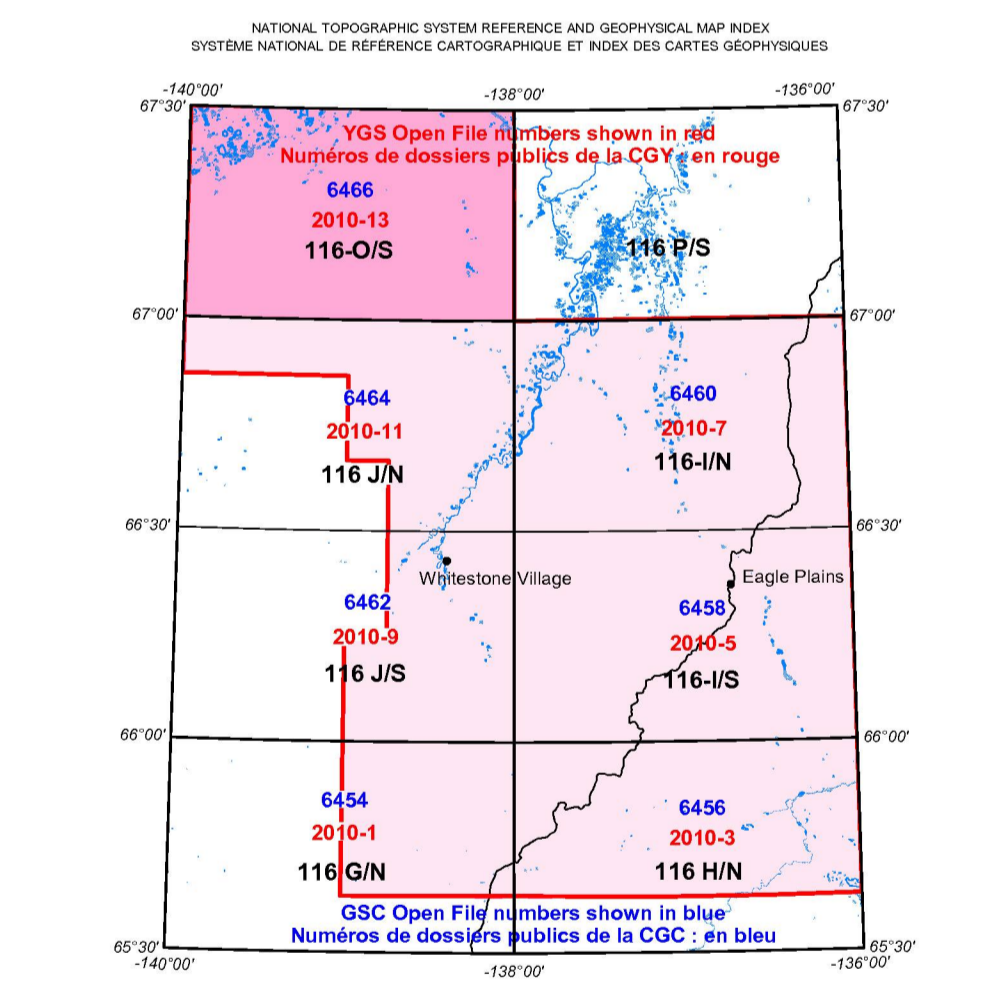 NATIONAL TOPOGRAPHIC SYSTEM REFERENCE AND GEOPHYSICAL MAP INDEX
SYSTÈME NATIONAL DE RÉFÉRENCE CARTOGRAPHIQUE ET INDEX DES CARTES GÉOPHYSIQUES
-140°00'
-138°00'
-136°00'
67°30'
67°30'
YGS Open File numbers shown in red
Numéros de dossiers publics de la CGY : en rouge
6466
2010-13
116-O/S
116 P/S
67°00'
67°00'
6464
2010-11
116 J/N
6460
2010-7
116-I/N
66°30'
66°30'
Whitestone Village
Eagle Plains
6462
2010-9
116 J/S
6458
2010-5
116-I/S
66°00'
66°00'
6454
2010-1
116 G/N
6456
2010-3
116 H/N
GSC Open File numbers shown in blue
Numéros de dossiers publics de la CGC : en bleu
65°30'
65°30'
-140°00'
-138°00'
-136°00'